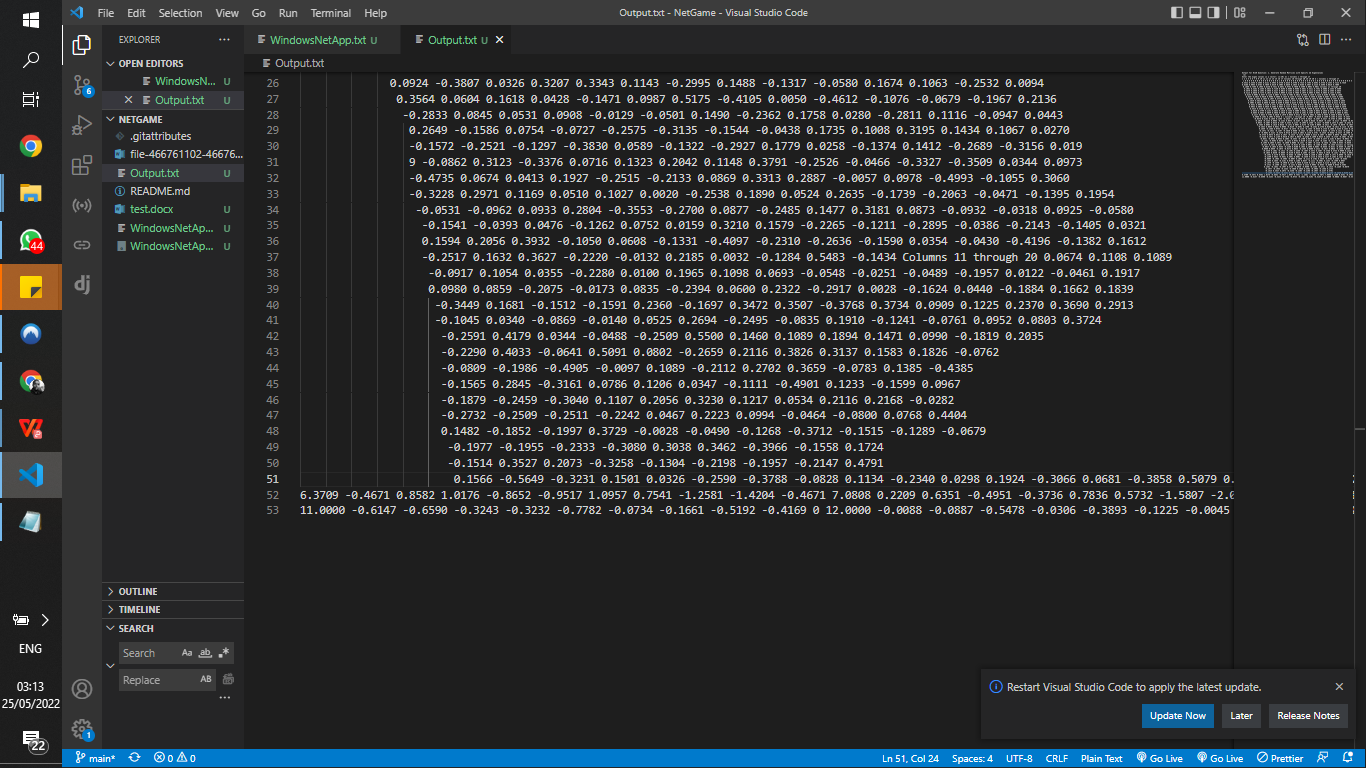 File Edit Selection View Go Run Terminal Help
Output.txt - NetGame - Visual Studio Code
EXPLORER
WindowsNetApp.txt U
Output.txt U
Output.txt
OPEN EDITORS
WindowsN... U
Output.txt U
NETGAME
.gitattributes
file-466761102-46676...
Output.txt U
README.md
test.docx U
WindowsNetAp... U
WindowsNetAp... U
26 0.0924 -0.3807 0.0326 0.3207 0.3343 0.1143 -0.2995 0.1488 -0.1317 -0.0580 0.1674 0.1063 -0.2532 0.0094
27 0.3564 0.0604 0.1618 0.0428 -0.1471 0.0987 0.5175 -0.4105 0.0050 -0.4612 -0.1076 -0.0679 -0.1967 0.2136
28 -0.2833 0.0845 0.0531 0.0908 -0.0129 -0.0501 0.1490 -0.2362 0.1758 0.0280 -0.2811 0.1116 -0.0947 0.0443
29 0.2649 -0.1586 0.0754 -0.0727 -0.2575 -0.3135 -0.1544 -0.0438 0.1735 0.1008 0.3195 0.1434 0.1067 0.0270
30 -0.1572 -0.2521 -0.1297 -0.3830 0.0589 -0.1322 -0.2927 0.1779 0.0258 -0.1374 0.1412 -0.2689 -0.3156 0.019
31 9 -0.0862 0.3123 -0.3376 0.0716 0.1323 0.2042 0.1148 0.3791 -0.2526 -0.0466 -0.3327 -0.3509 0.0344 0.0973
32 -0.4735 0.0674 0.0413 0.1927 -0.2515 -0.2133 0.0869 0.3313 0.2887 -0.0057 0.0978 -0.4993 -0.1055 0.3060
33 -0.3228 0.2971 0.1169 0.0510 0.1027 0.0020 -0.2538 0.1890 0.0524 0.2635 -0.1739 -0.2063 -0.0471 -0.1395 0.1954
34 -0.0531 -0.0962 0.0933 0.2804 -0.3553 -0.2700 0.0877 -0.2485 0.1477 0.3181 0.0873 -0.0932 -0.0318 0.0925 -0.0580
35 -0.1541 -0.0393 0.0476 -0.1262 0.0752 0.0159 0.3210 0.1579 -0.2265 -0.1211 -0.2895 -0.0386 -0.2143 -0.1405 0.0321
36 0.1594 0.2056 0.3932 -0.1050 0.0608 -0.1331 -0.4097 -0.2310 -0.2636 -0.1590 0.0354 -0.0430 -0.4196 -0.1382 0.1612
37 -0.2517 0.1632 0.3627 -0.2220 -0.0132 0.2185 0.0032 -0.1284 0.5483 -0.1434 Columns 11 through 20 0.0674 0.1108 0.1089
38 -0.0917 0.1054 0.0355 -0.2280 0.0100 0.1965 0.1098 0.0693 -0.0548 -0.0251 -0.0489 -0.1957 0.0122 -0.0461 0.1917
39 0.0980 0.0859 -0.2075 -0.0173 0.0835 -0.2394 0.0600 0.2322 -0.2917 0.0028 -0.1624 0.0440 -0.1884 0.1662 0.1839
40 -0.3449 0.1681 -0.1512 -0.1591 0.2360 -0.1697 0.3472 0.3507 -0.3768 0.3734 0.0909 0.1225 0.2370 0.3690 0.2913
41 -0.1045 0.0340 -0.0869 -0.0140 0.0525 0.2694 -0.2495 -0.0835 0.1910 -0.1241 -0.0761 0.0952 0.0803 0.3724
42 -0.2591 0.4179 0.0344 -0.0488 -0.2509 0.5500 0.1460 0.1089 0.1894 0.1471 0.0990 -0.1819 0.2035
43 -0.2290 0.4033 -0.0641 0.5091 0.0802 -0.2659 0.2116 0.3826 0.3137 0.1583 0.1826 -0.0762
44 -0.0809 -0.1986 -0.4905 -0.0097 0.1089 -0.2112 0.2702 0.3659 -0.0783 0.1385 -0.4385
45 -0.1565 0.2845 -0.3161 0.0786 0.1206 0.0347 -0.1111 -0.4901 0.1233 -0.1599 0.0967
46 -0.1879 -0.2459 -0.3040 0.1107 0.2056 0.3230 0.1217 0.0534 0.2116 0.2168 -0.0282
47 -0.2732 -0.2509 -0.2511 -0.2242 0.0467 0.2223 0.0994 -0.0464 -0.0800 0.0768 0.4404
48 0.1482 -0.1852 -0.1997 0.3729 -0.0028 -0.0490 -0.1268 -0.3712 -0.1515 -0.1289 -0.0679
49 -0.1977 -0.1955 -0.2333 -0.3080 0.3038 0.3462 -0.3966 -0.1558 0.1724
50 -0.1514 0.3527 0.2073 -0.3258 -0.1304 -0.2198 -0.1957 -0.2147 0.4791
51 0.1566 -0.5649 -0.3231 0.1501 0.0326 -0.2590 -0.3788 -0.0828 0.1134 -0.2340 0.0298 0.1924 -0.3066 0.0681 -0.3858 0.5079 0.
52 6.3709 -0.4671 0.8582 1.0176 -0.8652 -0.9517 1.0957 0.7541 -1.2581 -1.4204 -0.4671 7.0808 0.2209 0.6351 -0.4951 -0.3736 0.7836 0.5732 -1.5807 -2.0
53 11.0000 -0.6147 -0.6590 -0.3243 -0.3232 -0.7782 -0.0734 -0.1661 -0.5192 -0.4169 0 12.0000 -0.0088 -0.0887 -0.5478 -0.0306 -0.3893 -0.1225 -0.0045
OUTLINE
TIMELINE
SEARCH
Search Aa ab
Replace AB
6
44
dj
1
ENG
03:13
25/05/2022
22
Restart Visual Studio Code to apply the latest update.
Update Now Later Release Notes
main* 0 0 Ln 51, Col 24 Spaces: 4 UTF-8 CRLF Plain Text Go Live Go Live Prettier